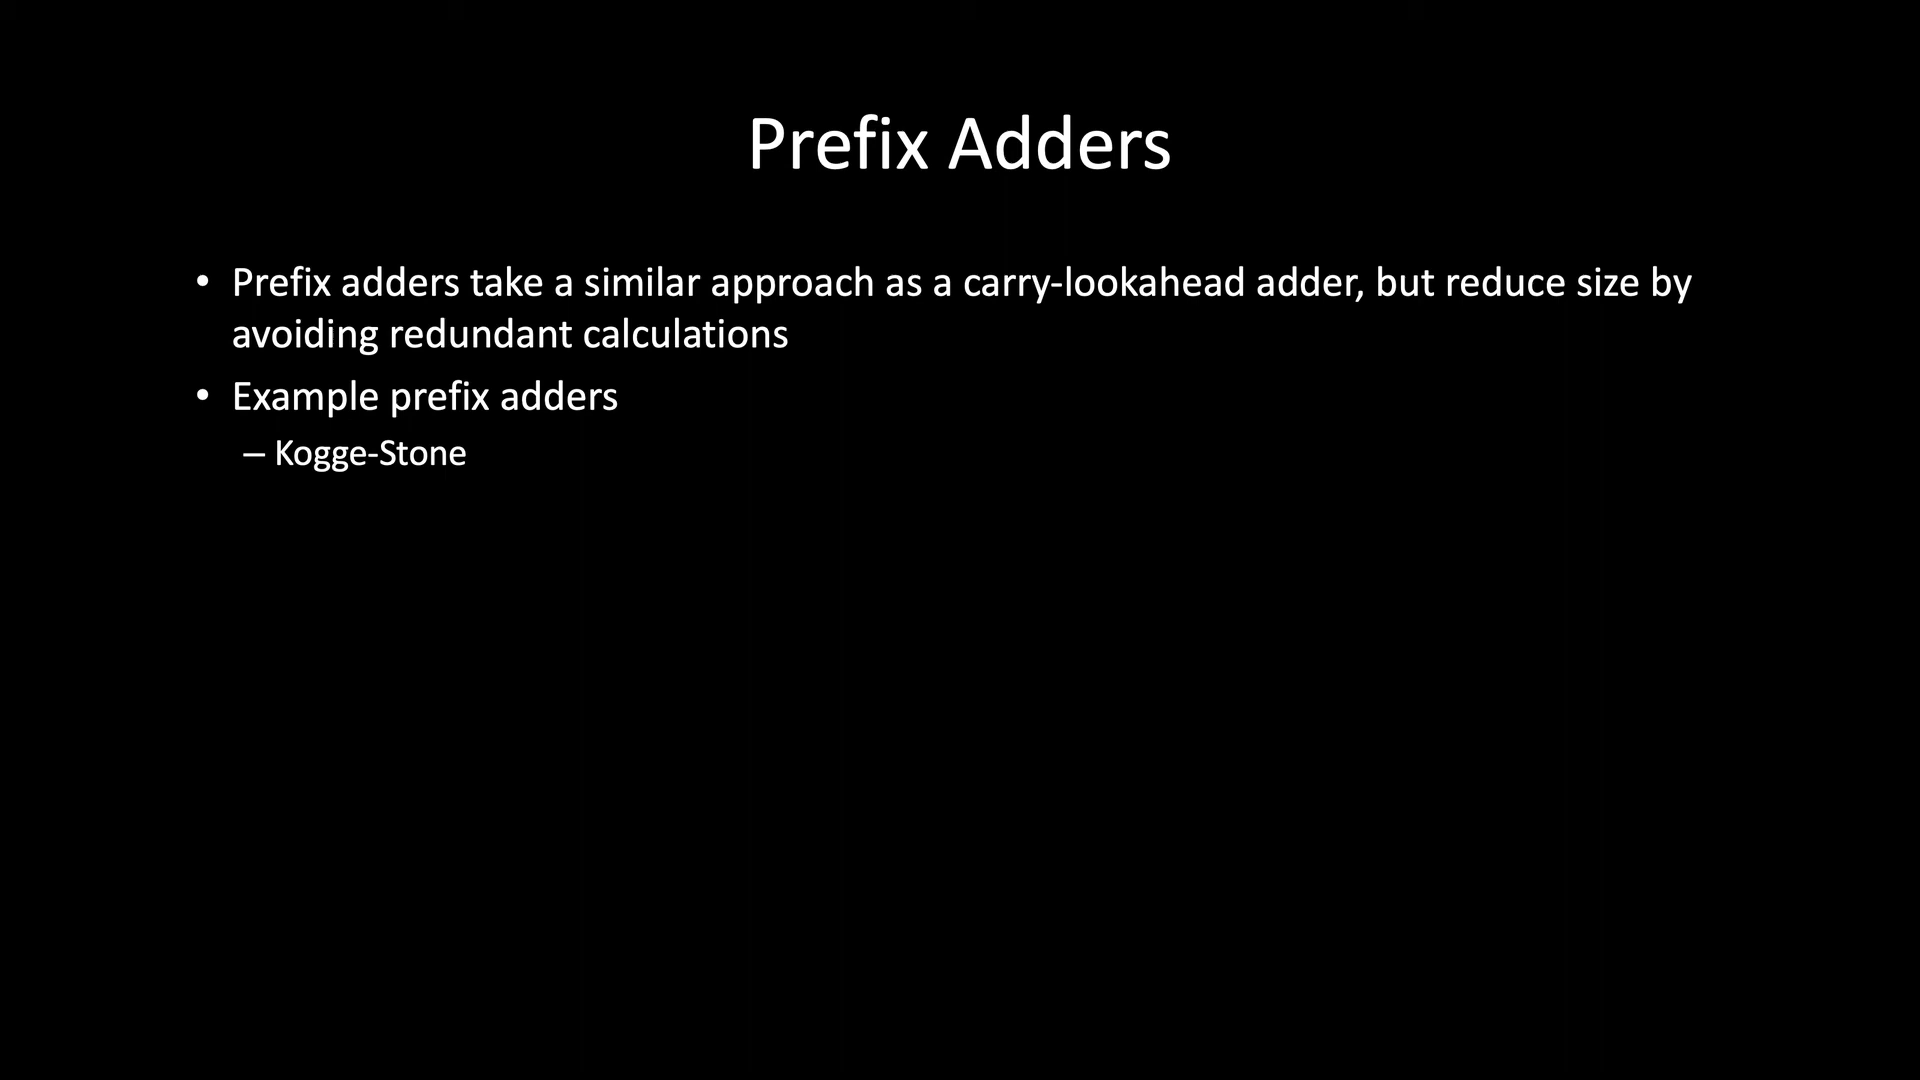 Prefix Adders
• Prefix adders take a similar approach as a carry-lookahead adder, but reduce size by
avoiding redundant calculations
• Example prefix adders
– Kogge-Stone